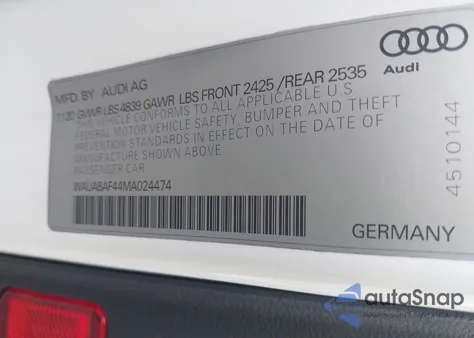 MFD. BY AUDI AG
11.20 GVWR LBS 4839 GAWR LBS FRONT 2425 / REAR 2535
VEHICLE CONFORMS TO ALL APPLICABLE U S
FEDERAL MOTOR VEHICLE SAFETY, BUMPER AND THEFT
PREVENTION STANDARDS IN EFFECT ON THE DATE OF
MANUFACTURE SHOWN ABOVE
PASSENGER CAR
WAUABAF44MA024474
Audi
4510144
GERMANY
autoSnap